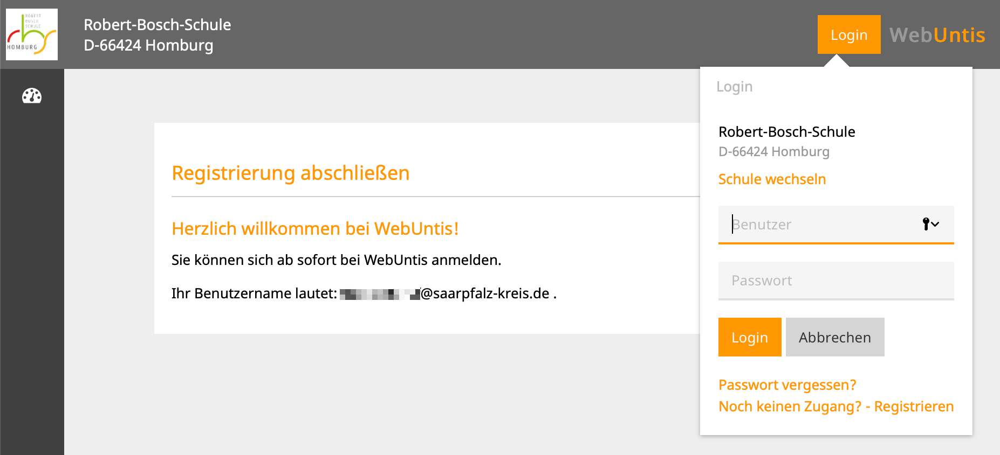 ROBERT
BOSCH
SCHULE
rbs
HOMBURG
Robert-Bosch-Schule
D-66424 Homburg
Login
WebUntis
Login
Robert-Bosch-Schule
D-66424 Homburg
Schule wechseln
Benutzer
Passwort
Login Abbrechen
Passwort vergessen?
Noch keinen Zugang? - Registrieren
Registrierung abschließen
Herzlich willkommen bei WebUntis!
Sie können sich ab sofort bei WebUntis anmelden.
Ihr Benutzername lautet: @saarpfalz-kreis.de .